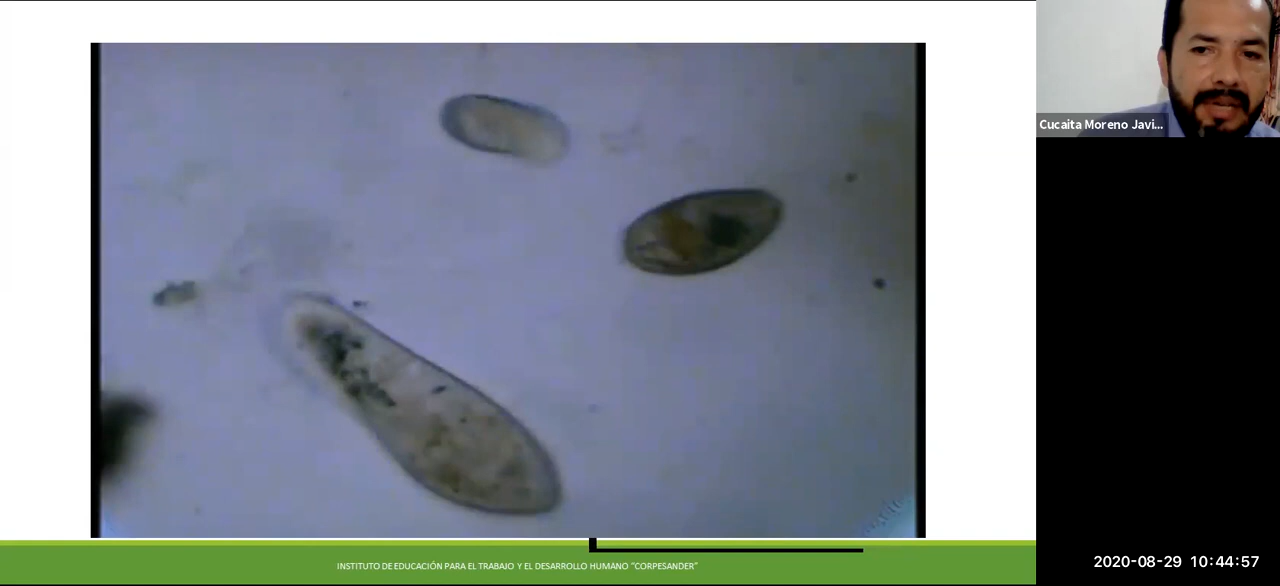 Cucaita Moreno Javi...
INSTITUTO DE EDUCACIÓN PARA EL TRABAJO Y EL DESARROLLO HUMANO "CORPESANDER"
2020-08-29 10:44:57